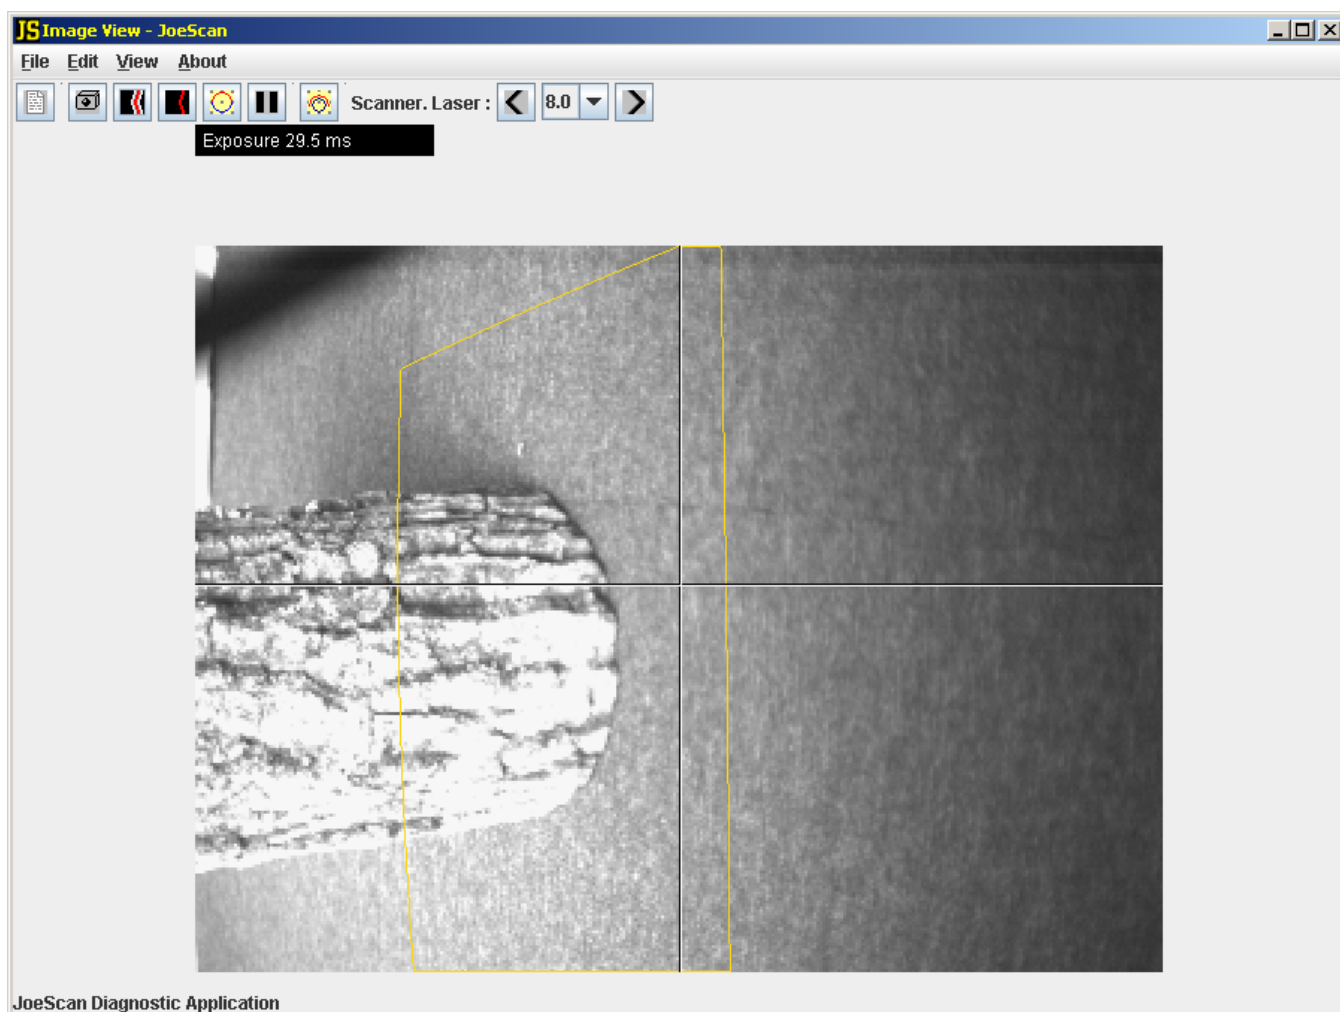 JS Image View - JoeScan
File Edit View About
Scanner. Laser : 8.0
Exposure 29.5 ms
JoeScan Diagnostic Application